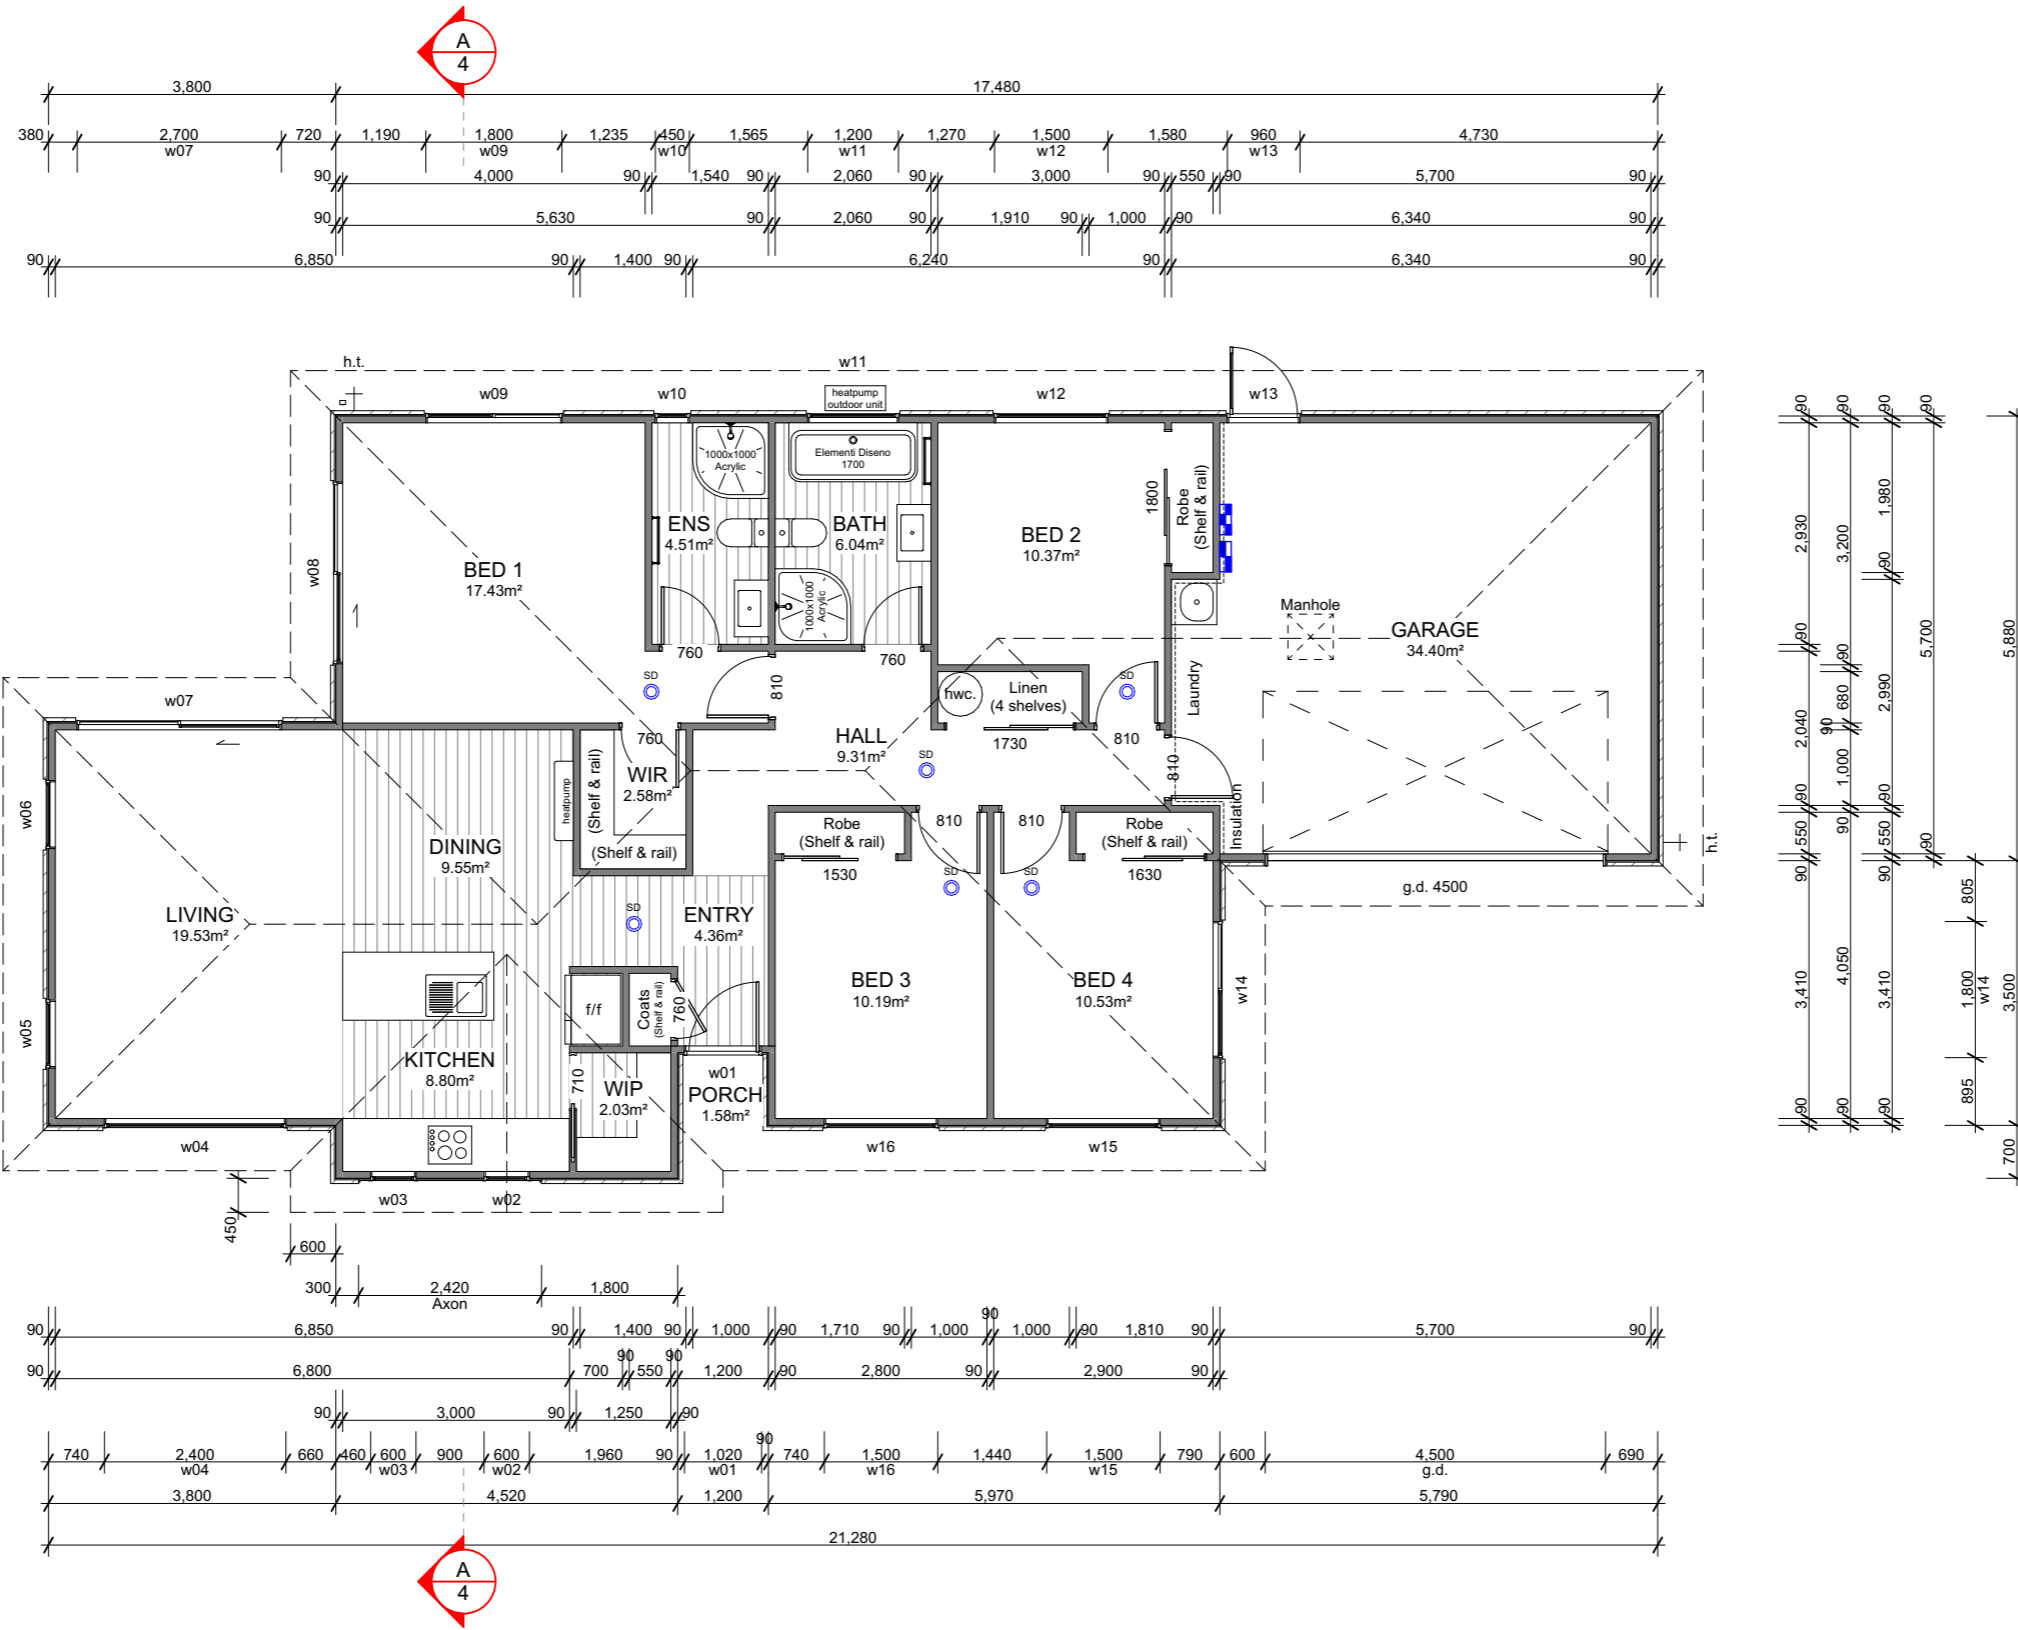 A
4
3,800 17,480
380 2,700 720 1,190 1,800 1,235 450 1,565 1,200 1,270 1,500 1,580 960 4,730
w07 w09 w10 w11 w12 w13
90 4,000 90 1,540 90 2,060 90 3,000 90 550 90 5,700 90
90 5,630 90 2,060 90 1,910 90 1,000 90 6,340 90
90 6,850 90 1,400 90 6,240 90 6,340 90
h.t. w11
w09 w10 heatpump w12 w13
outdoor unit
1000x1000
Acrylic
Elementi Diseno
1700
w08
BED 1
17.43m²
ENS
4.51m²
BATH
6.04m²
1000x1000
Acrylic
BED 2
10.37m²
1800
Robe
(Shelf & rail)
Manhole
GARAGE
34.40m²
Laundry
760 760
810
SD
SD
hwc.
Linen
(4 shelves)
w07
760
HALL
9.31m²
SD
1730
810
810
Insulation
WIR
2.58m²
(Shelf & rail)
(Shelf & rail)
heatpump
w06
DINING
9.55m²
Robe
(Shelf & rail)
1530
810
810
Robe
(Shelf & rail)
1630
h.t.
g.d. 4500
LIVING
19.53m²
SD
ENTRY
4.36m²
SD
SD
BED 3
10.19m²
BED 4
10.53m²
w14
w05
f/f
Coats
(Shelf & rail)
760
KITCHEN
8.80m²
710
WIP
2.03m²
w01
PORCH
1.58m²
w04
w03 w02
w16 w15
450
600
300 2,420 1,800
Axon
90 6,850 90 1,400 90 1,000 90 1,710 90 1,000 90 1,000 90 1,810 90 5,700 90
90 6,800 700 90 550 90 1,200 90 2,800 90 2,900 90
90 3,000 90 1,250 90
740 2,400 660 460 600 900 600 1,960 90 1,020 90 740 1,500 1,440 1,500 790 600 4,500 690
w04 w03 w02 w01 w16 w15 g.d.
3,800 4,520 1,200 5,970 5,790
21,280
A
4
90 2,930 90 2,040 90 550 90 3,410 90
90 3,200 90 680 90 1,000 90 4,050 90
90 1,980 90 2,990 90 550 90 3,410 90
90 5,700 90
805 1,800 895
w14
5,880 3,500 700